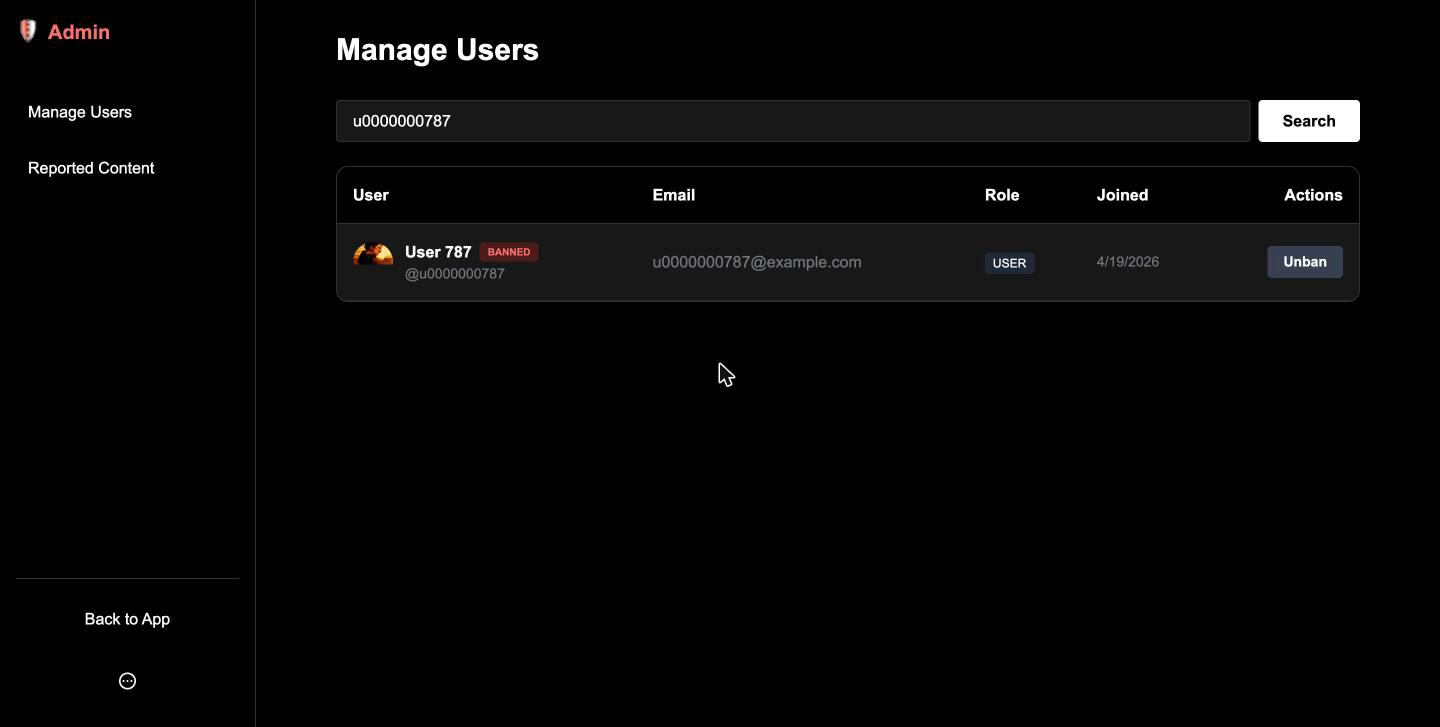 Admin
Manage Users
Reported Content
Back to App
Manage Users
u0000000787
Search
User Email Role Joined Actions
User 787 BANNED
@u0000000787
u0000000787@example.com
USER
4/19/2026
Unban